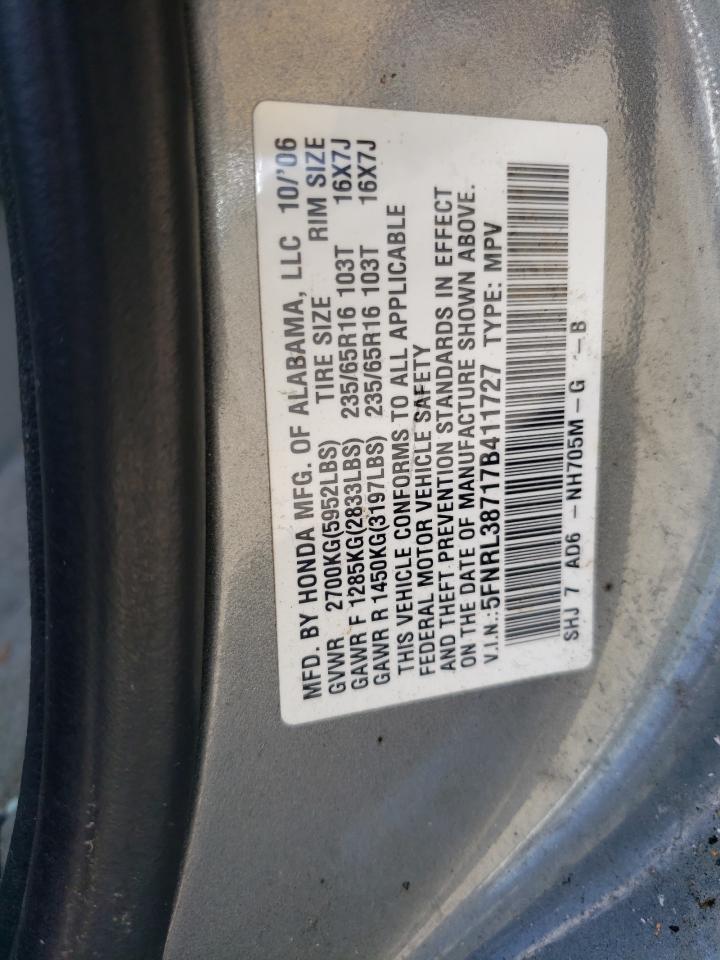 MFD. BY HONDA MFG. OF ALABAMA, LLC 10/'06
GVWR 2700KG(5952LBS) TIRE SIZE RIM SIZE
GAWR F 1285KG(2833LBS) 235/65R16 103T 16X7J
GAWR R 1450KG(3197LBS) 235/65R16 103T 16X7J
THIS VEHICLE CONFORMS TO ALL APPLICABLE
FEDERAL MOTOR VEHICLE SAFETY
AND THEFT PREVENTION STANDARDS IN EFFECT
ON THE DATE OF MANUFACTURE SHOWN ABOVE.
V.I.N.:5FNRL38717B411727 TYPE: MPV
SHJ 7 AD6 -NH705M-G -B